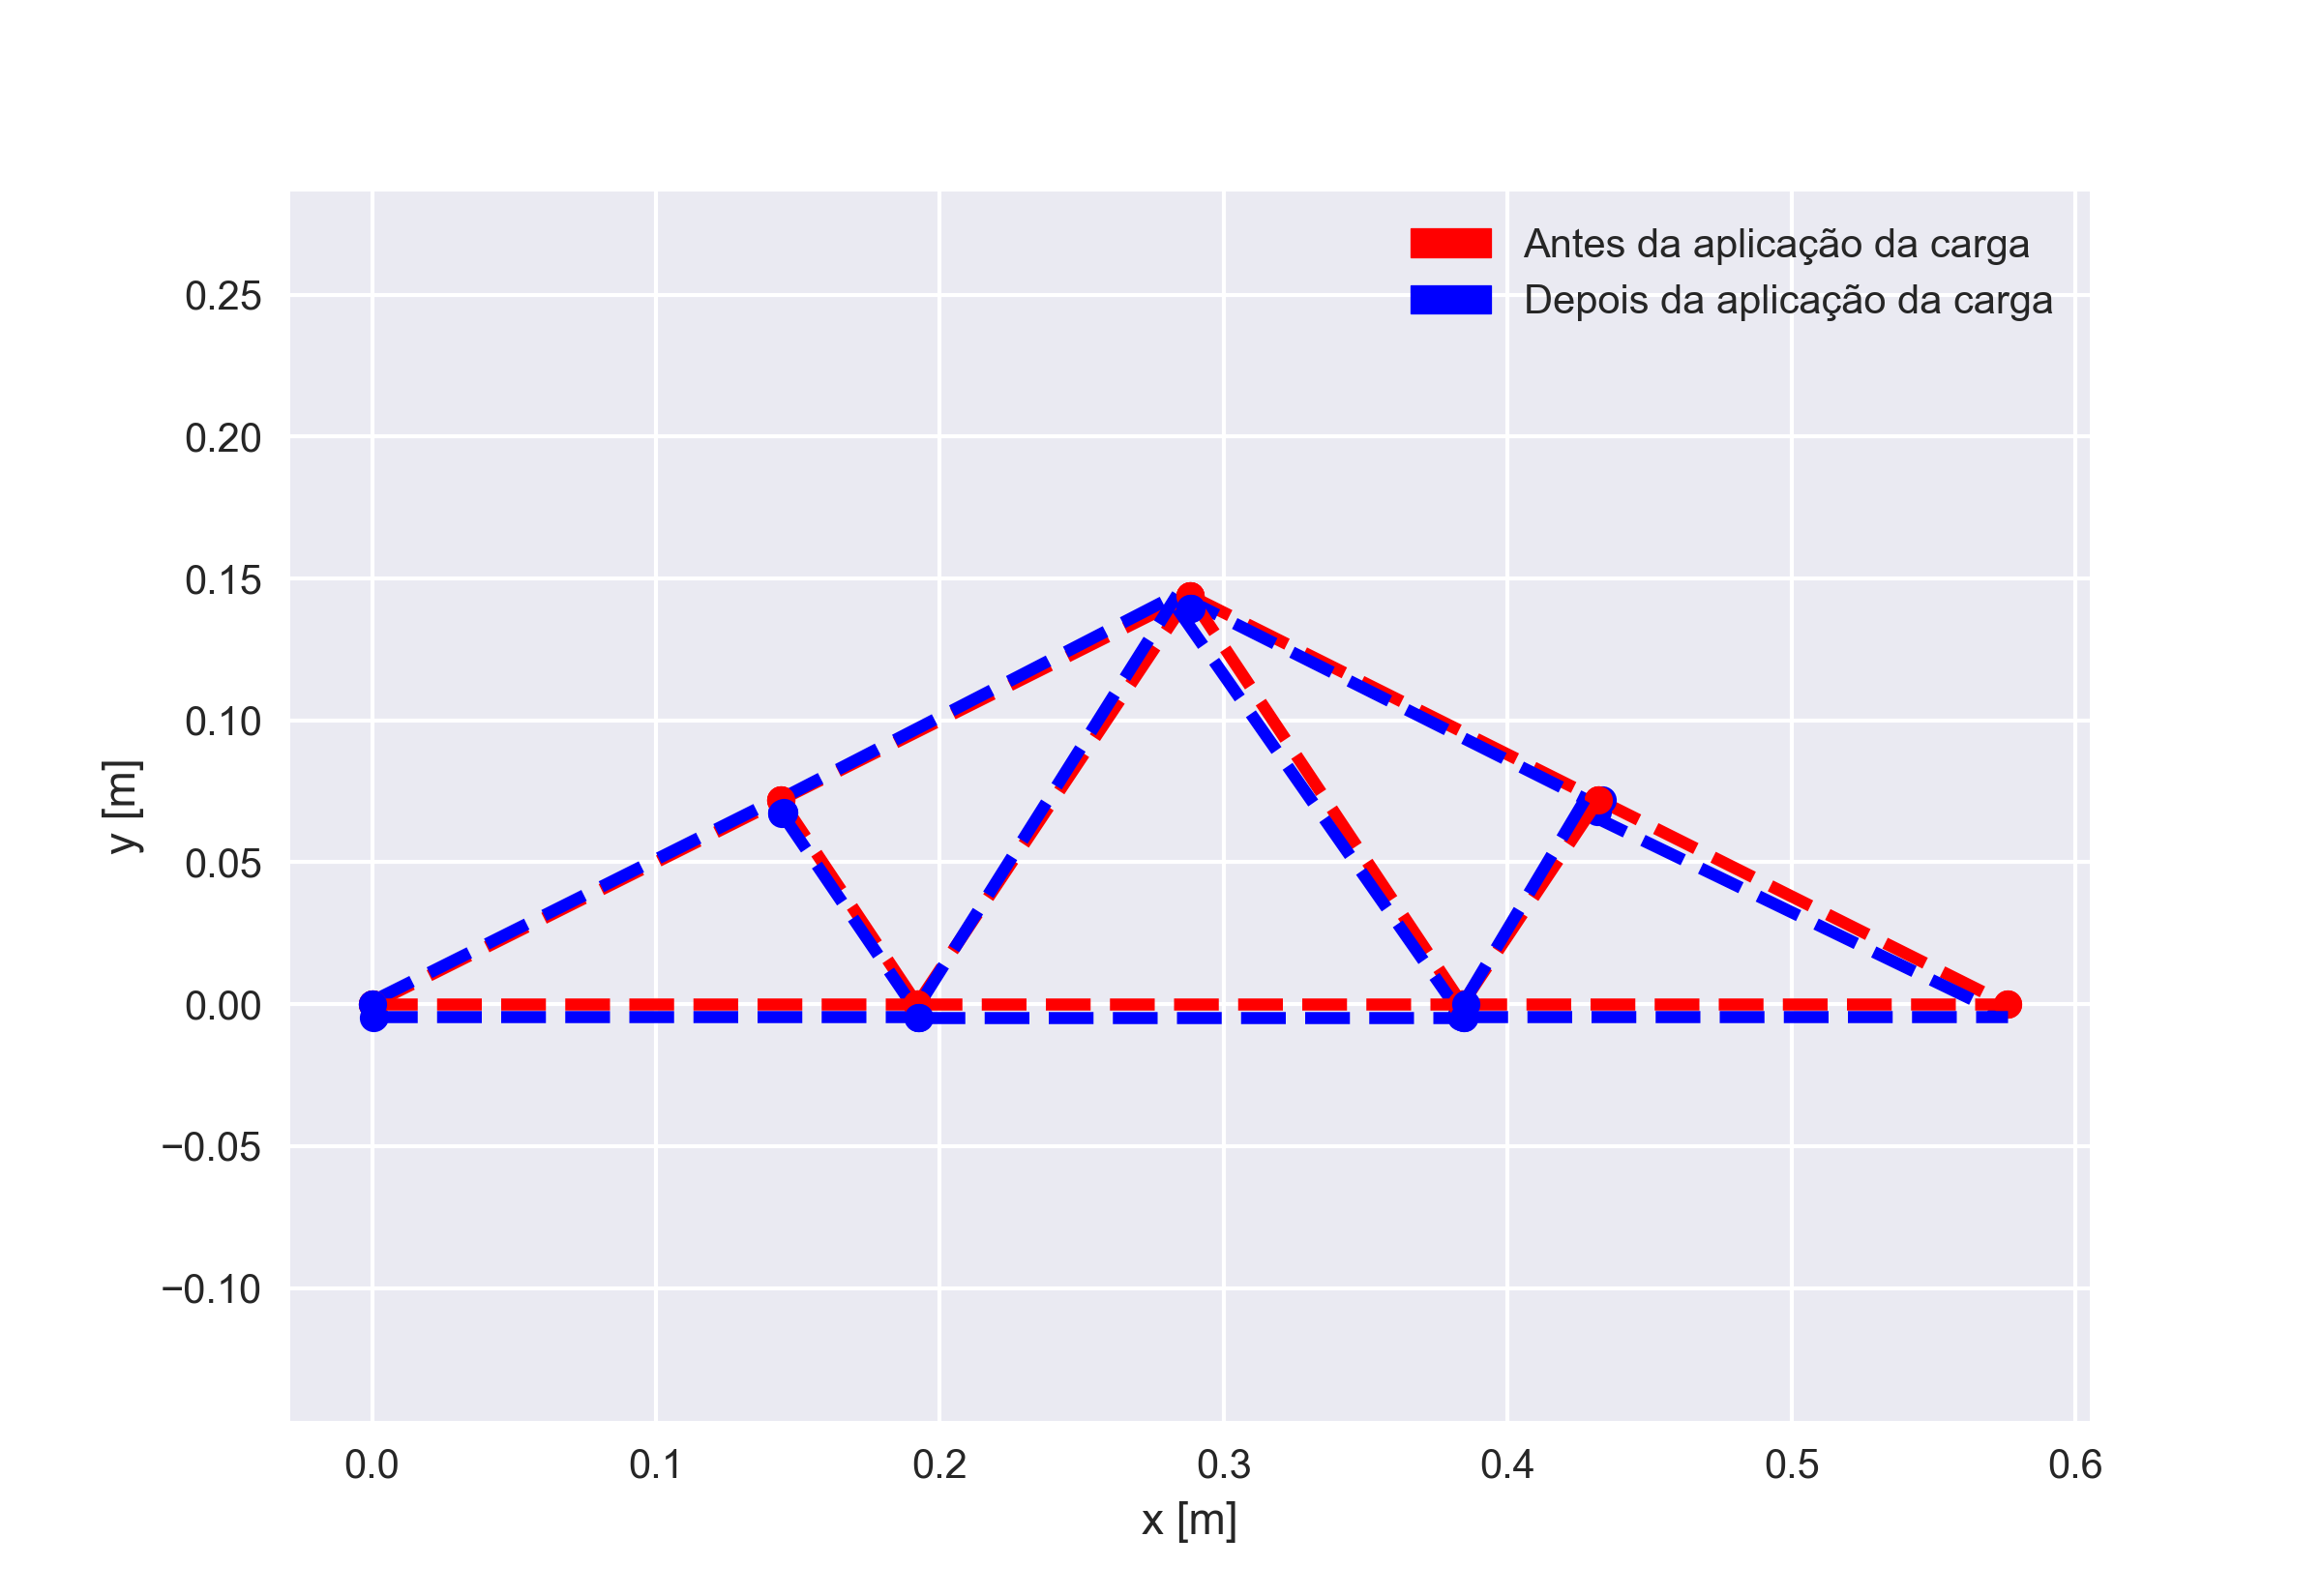 Antes da aplicação da carga
Depois da aplicação da carga
0.25
0.20
0.15
0.10
0.05
0.00
−0.05
−0.10
y [m]
0.0 0.1 0.2 0.3 0.4 0.5 0.6
x [m]